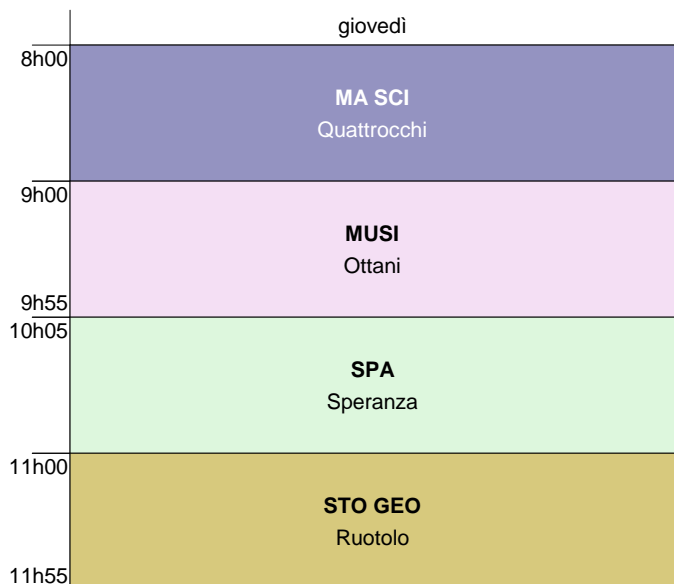 giovedì
8h00
MA SCI
Quattrocchi
9h00
MUSI
Ottani
9h55
10h05
SPA
Speranza
11h00
STO GEO
Ruotolo
11h55